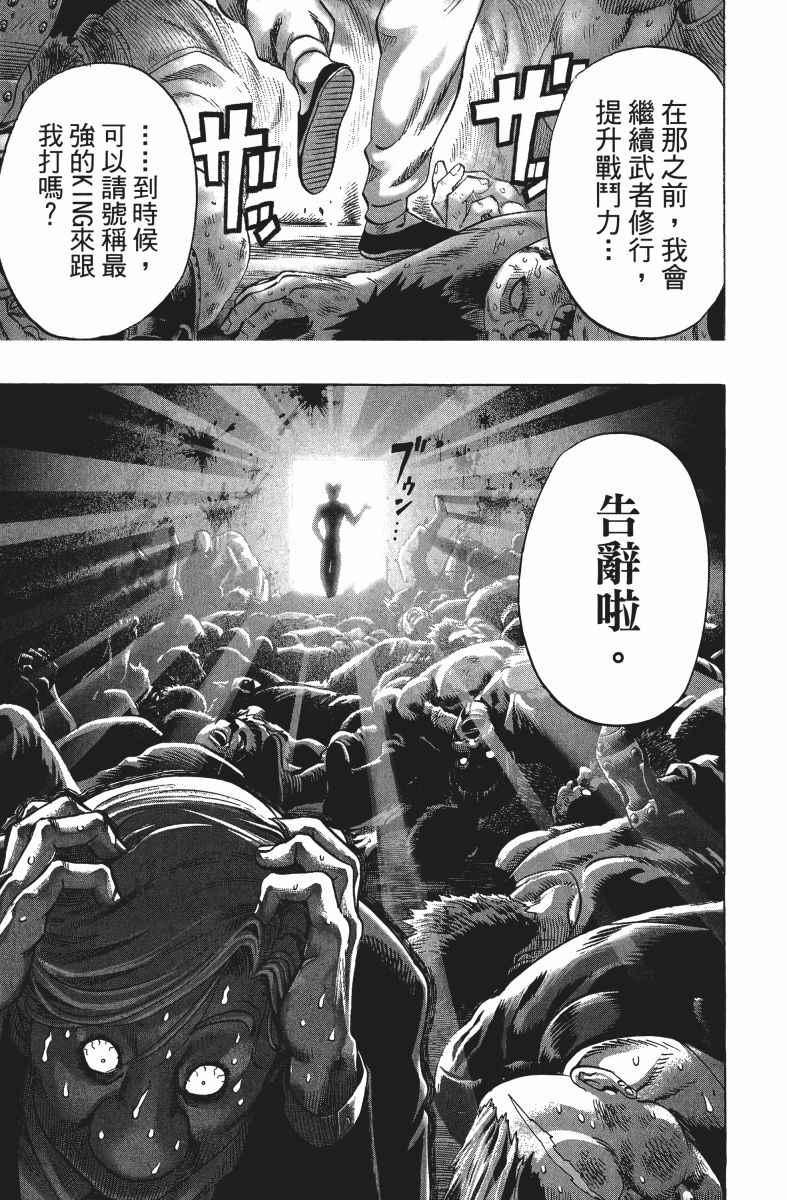 在那之前，我會
繼續武者修行，
提升戰鬥力…
ザッ
ザッ
……到時候，
可以請號稱最
強的KING來跟
我打嗎？
告辭啦。
ブゥン…